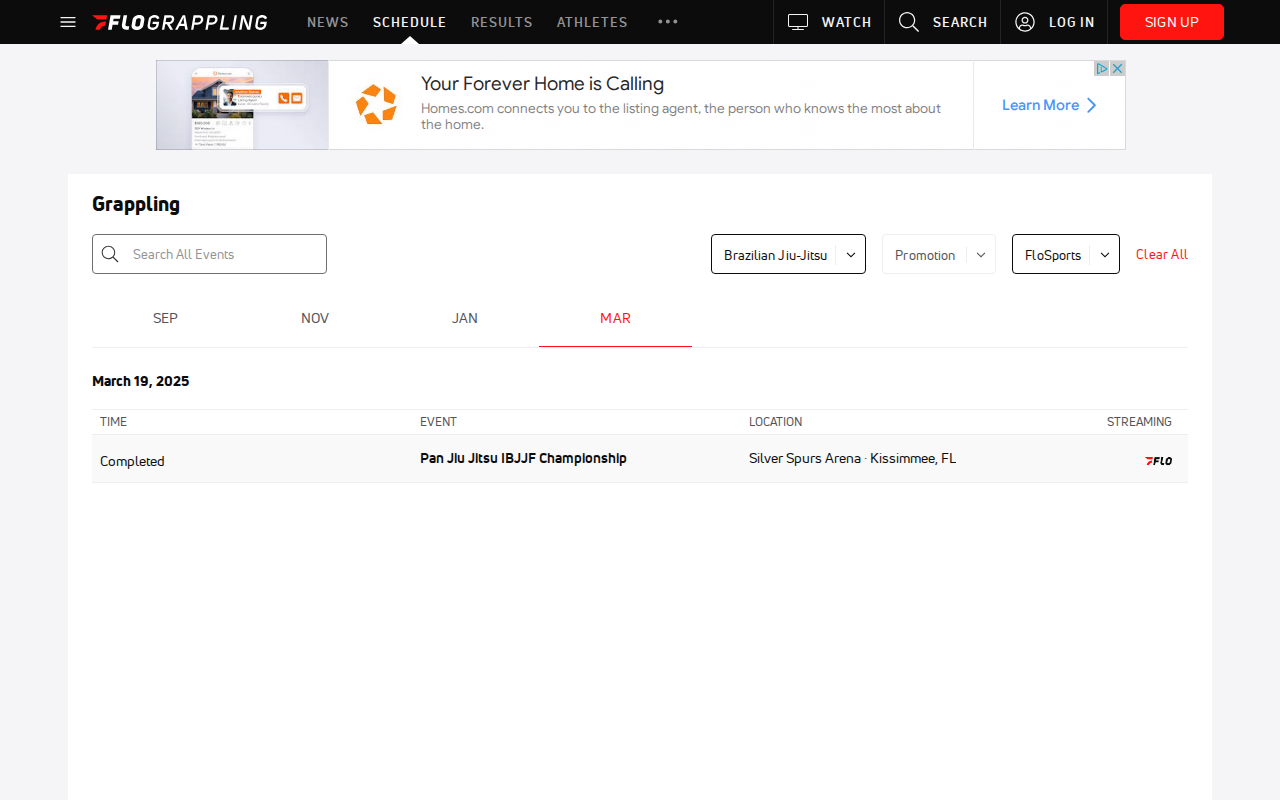 FLOGRAPPLING
NEWS
SCHEDULE
RESULTS
ATHLETES
WATCH
SEARCH
LOG IN
SIGN UP
Your Forever Home is Calling
Homes.com connects you to the listing agent, the person who knows the most about
the home.
Learn More
Grappling
Search All Events
Brazilian Jiu-Jitsu
Promotion
FloSports
Clear All
SEP
NOV
JAN
MAR
March 19, 2025
TIME
EVENT
LOCATION
STREAMING
Completed
Pan Jiu Jitsu IBJJF Championship
Silver Spurs Arena · Kissimmee, FL
FLO